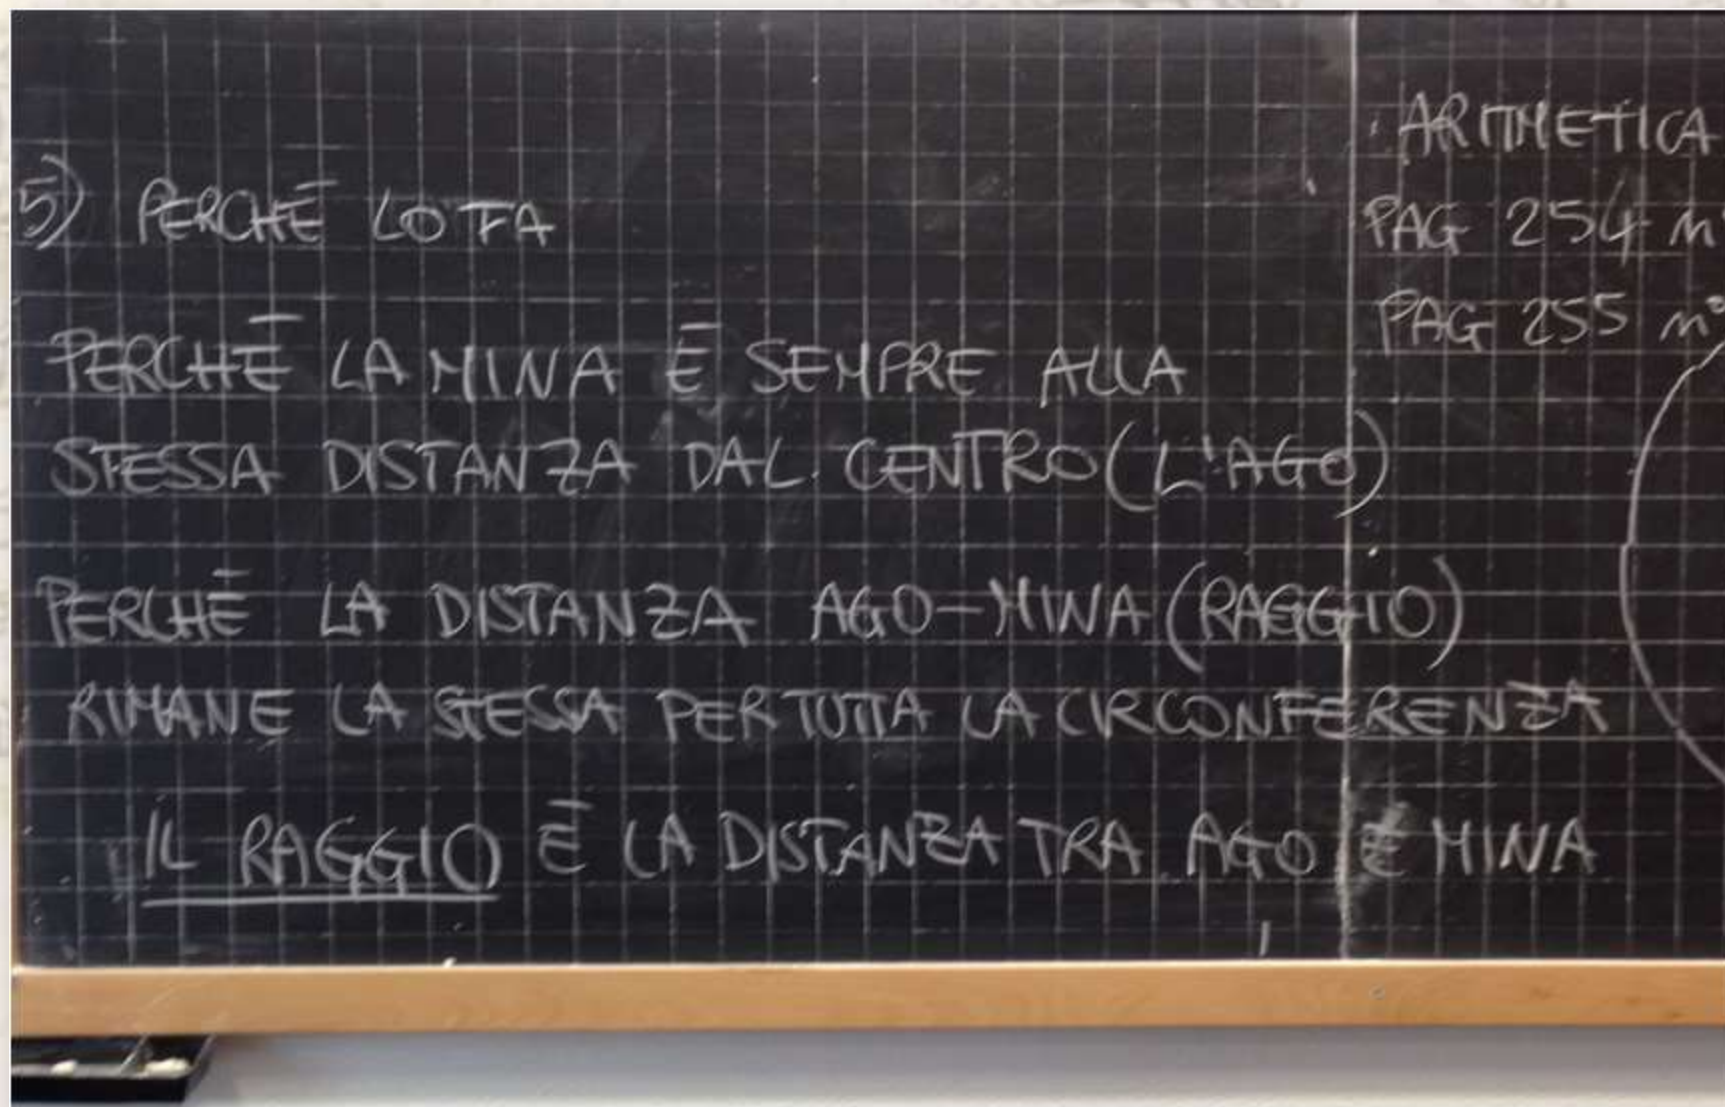 5) PERCHÉ LO FA
PERCHÉ LA MINA È SEMPRE ALLA
STESSA DISTANZA DAL CENTRO (L'AGO)
PERCHÉ LA DISTANZA AGO-MINA (RAGGIO)
RIMANE LA STESSA PER TUTTA LA CIRCONFERENZA
IL RAGGIO È LA DISTANZA TRA AGO E MINA
ARITMETICA
PAG 254 n°
PAG 255 n°